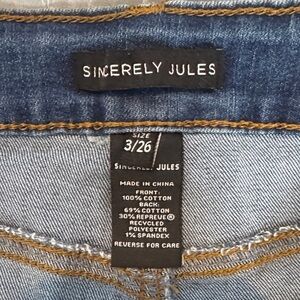 SINCERELY JULES
SIZE
3/26
SINCERELY JULES
MADE IN CHINA
FRONT:
100% COTTON
BACK:
69% COTTON
30% REPREVE®
RECYCLED
POLYESTER
1% SPANDEX
REVERSE FOR CARE